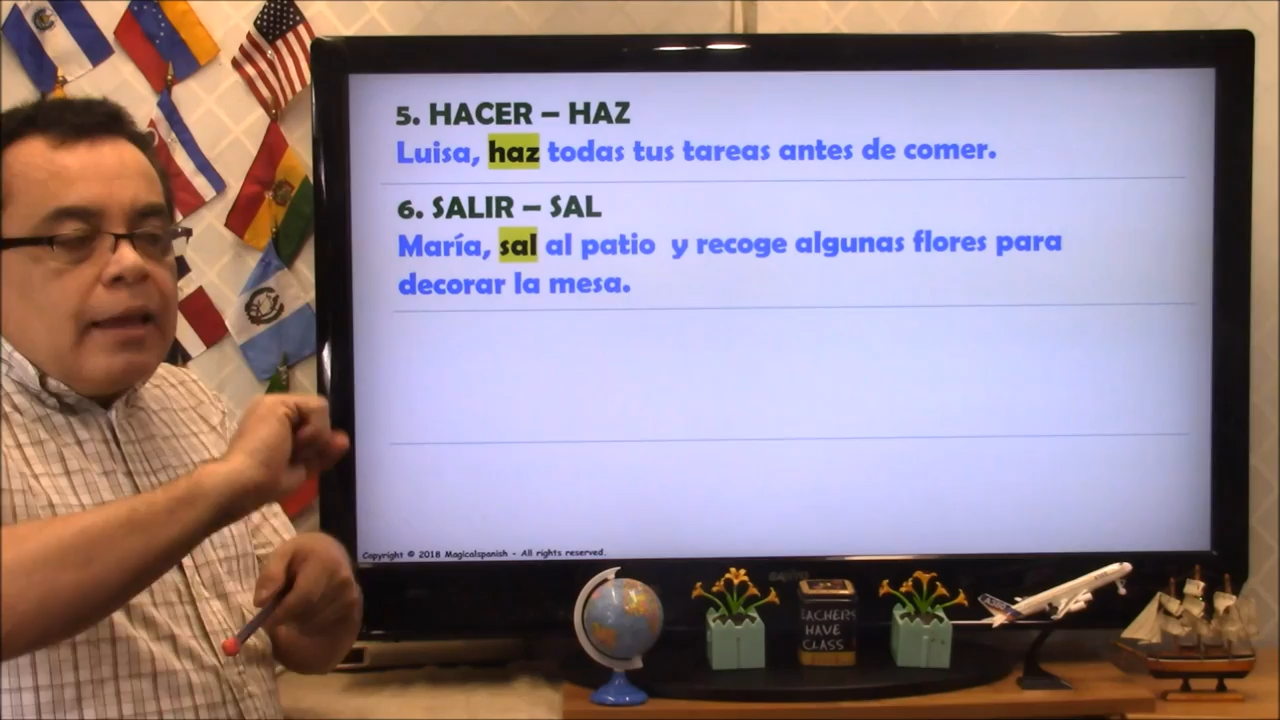 5. HACER – HAZ
Luisa, haz todas tus tareas antes de comer.
6. SALIR – SAL
María, sal al patio y recoge algunas flores para
decorar la mesa.
Copyright © 2018 Magicalspanish - All rights reserved.
EACHERS
HAVE
CLASS